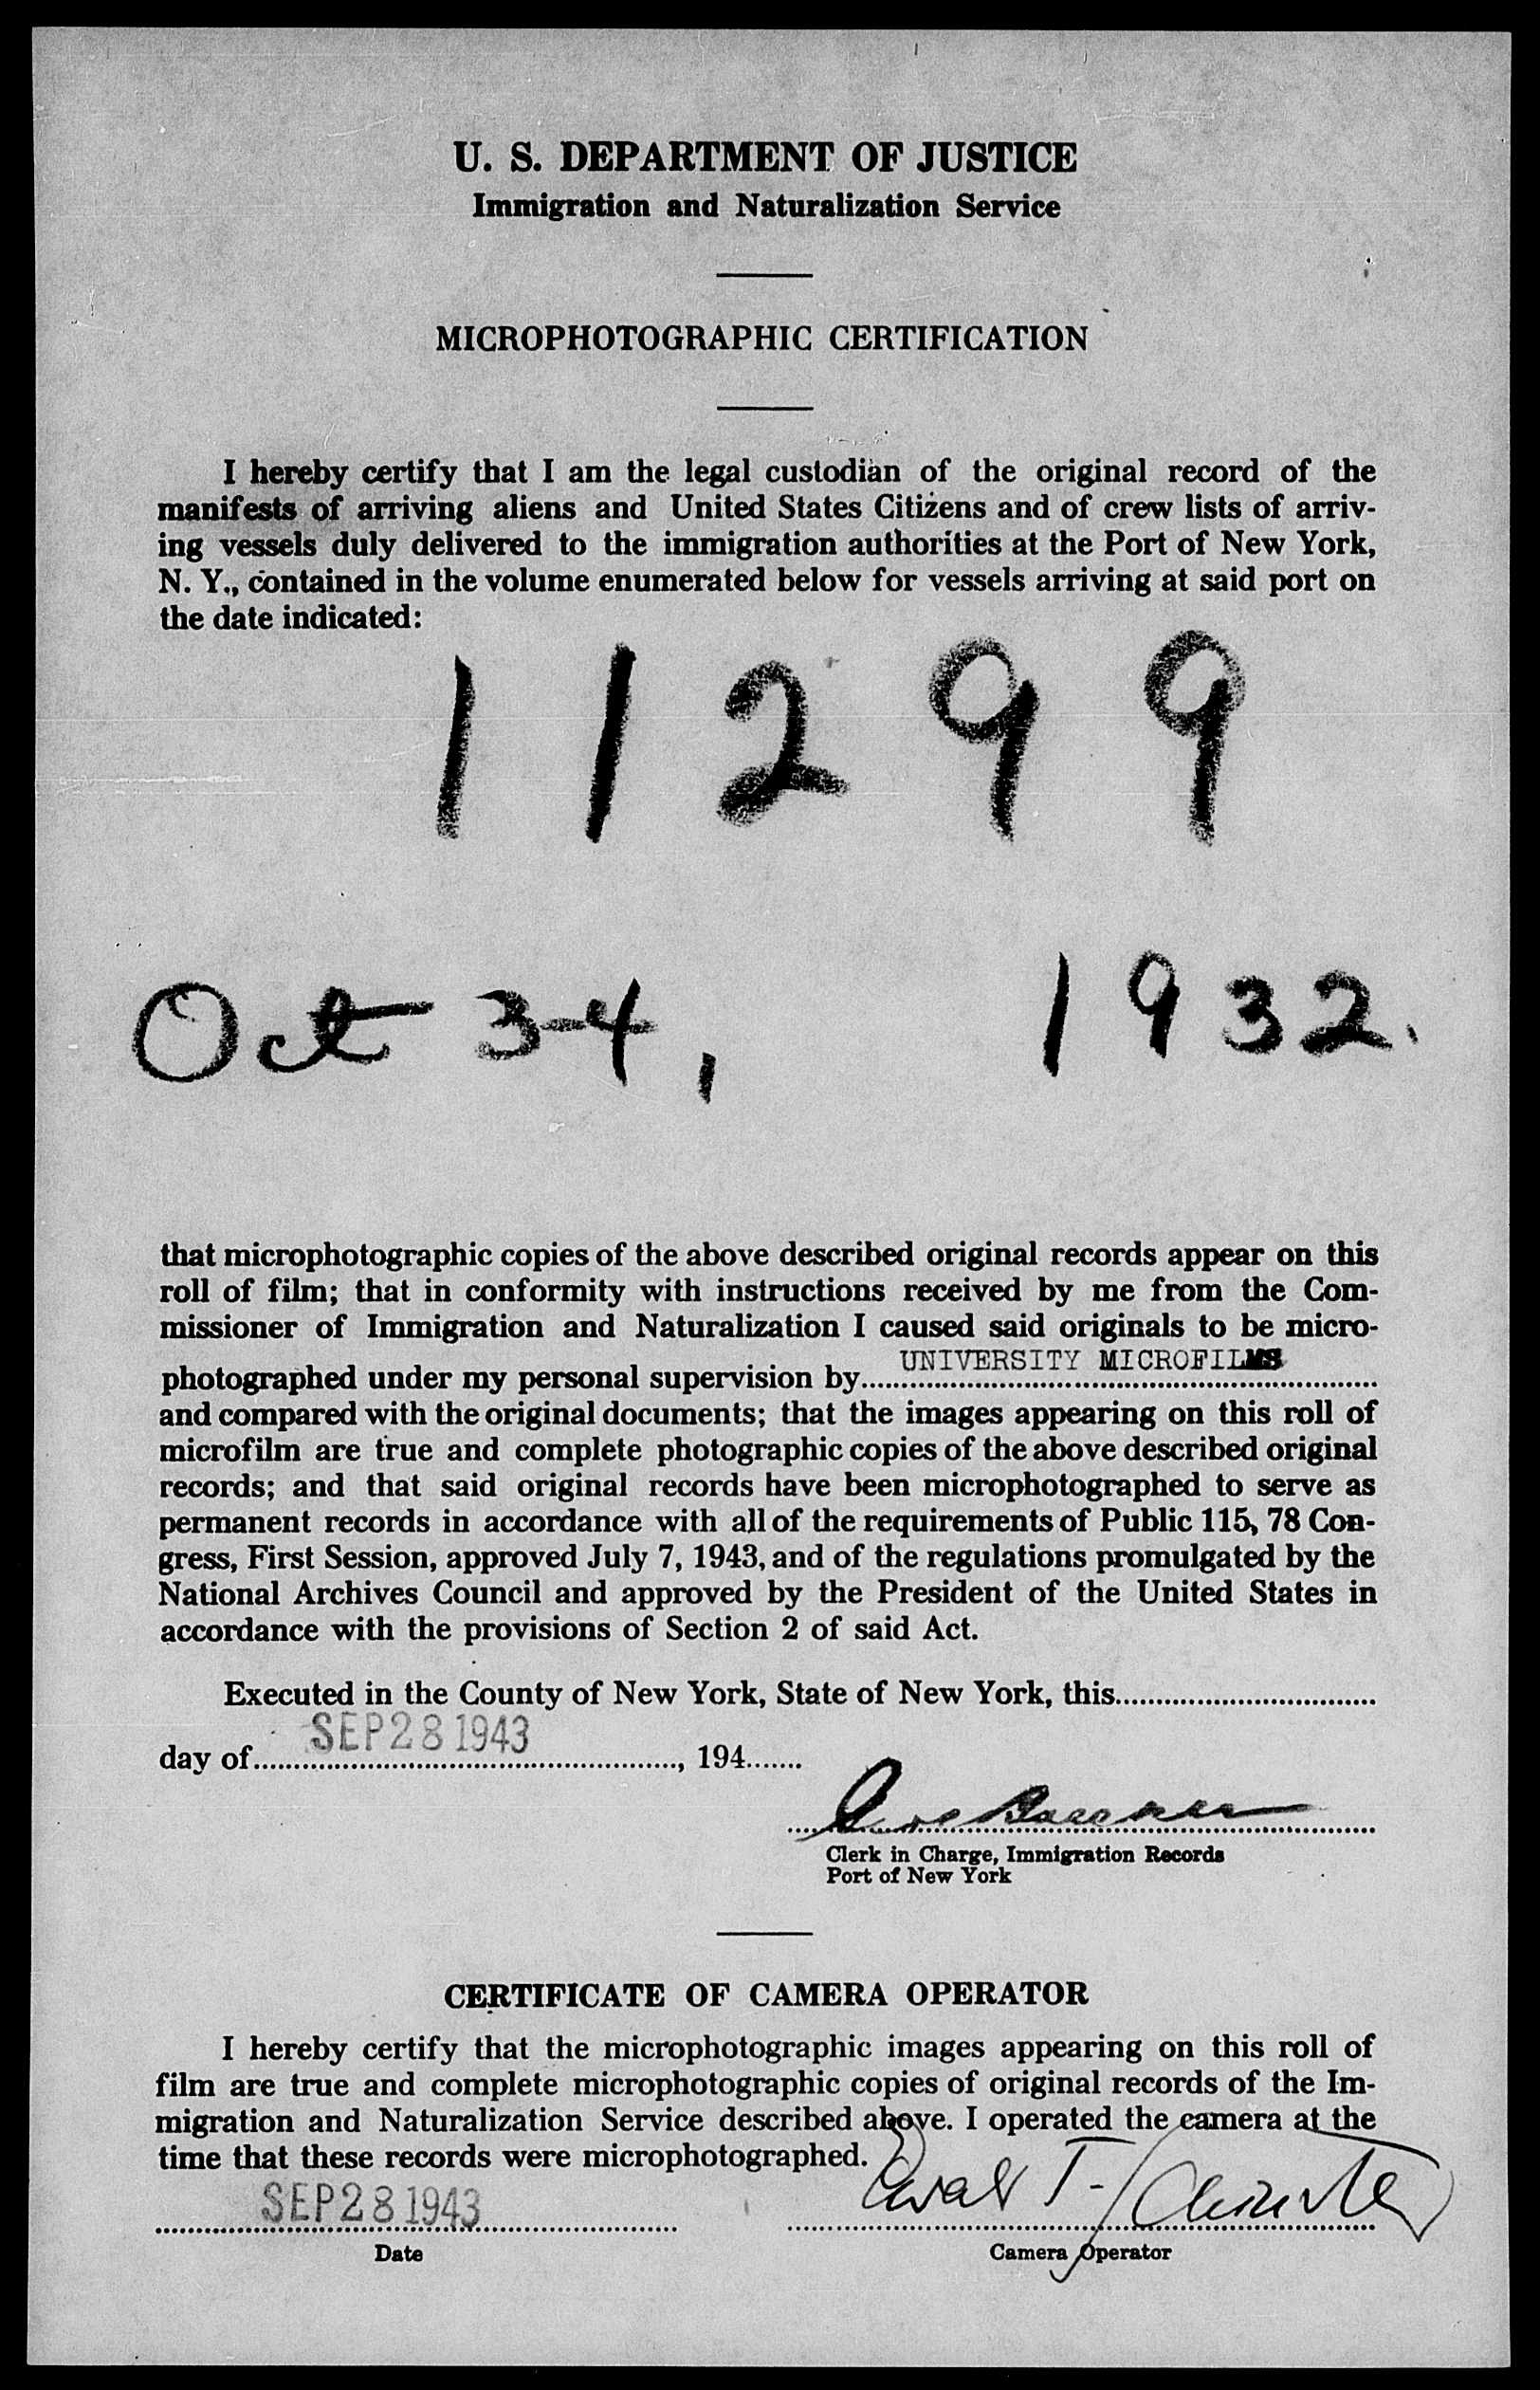 U. S. DEPARTMENT OF JUSTICE
Immigration and Naturalization Service
MICROPHOTOGRAPHIC CERTIFICATION
I hereby certify that I am the legal custodian of the original record of the
manifests of arriving aliens and United States Citizens and of crew lists of arriv-
ing vessels duly delivered to the immigration authorities at the Port of New York,
N. Y., contained in the volume enumerated below for vessels arriving at said port on
the date indicated:
11299
Oct 3-4, 1932.
that microphotographic copies of the above described original records appear on this
roll of film; that in conformity with instructions received by me from the Com-
missioner of Immigration and Naturalization I caused said originals to be micro-
photographed under my personal supervision by UNIVERSITY MICROFILMS
and compared with the original documents; that the images appearing on this roll of
microfilm are true and complete photographic copies of the above described original
records; and that said original records have been microphotographed to serve as
permanent records in accordance with all of the requirements of Public 115, 78 Con-
gress, First Session, approved July 7, 1943, and of the regulations promulgated by the
National Archives Council and approved by the President of the United States in
accordance with the provisions of Section 2 of said Act.
Executed in the County of New York, State of New York, this
day of SEP 28 1943, 194
Clerk in Charge, Immigration Records
Port of New York
CERTIFICATE OF CAMERA OPERATOR
I hereby certify that the microphotographic images appearing on this roll of
film are true and complete microphotographic copies of original records of the Im-
migration and Naturalization Service described above. I operated the camera at the
time that these records were microphotographed.
SEP 28 1943
Date
Camera Operator